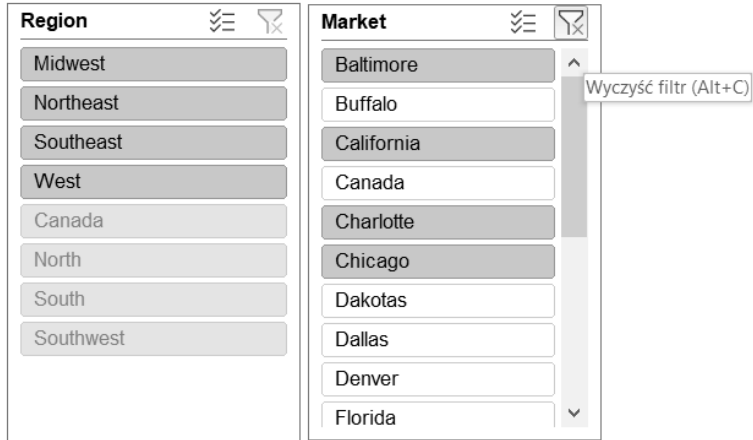 Region
Midwest
Northeast
Southeast
West
Canada
North
South
Southwest
Market
Baltimore
Buffalo
California
Canada
Charlotte
Chicago
Dakotas
Dallas
Denver
Florida
Wyczyść filtr (Alt+C)